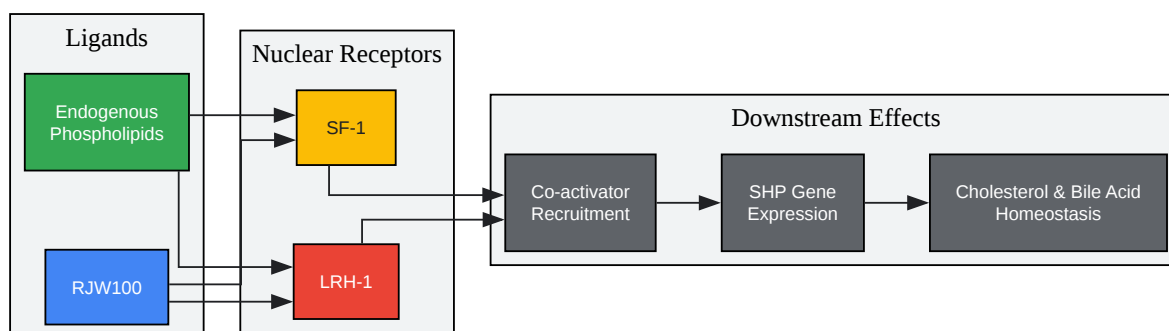 Ligands
Endogenous
Phospholipids
RJW100
Nuclear Receptors
SF-1
LRH-1
Downstream Effects
Co-activator
Recruitment
SHP Gene
Expression
Cholesterol & Bile Acid
Homeostasis